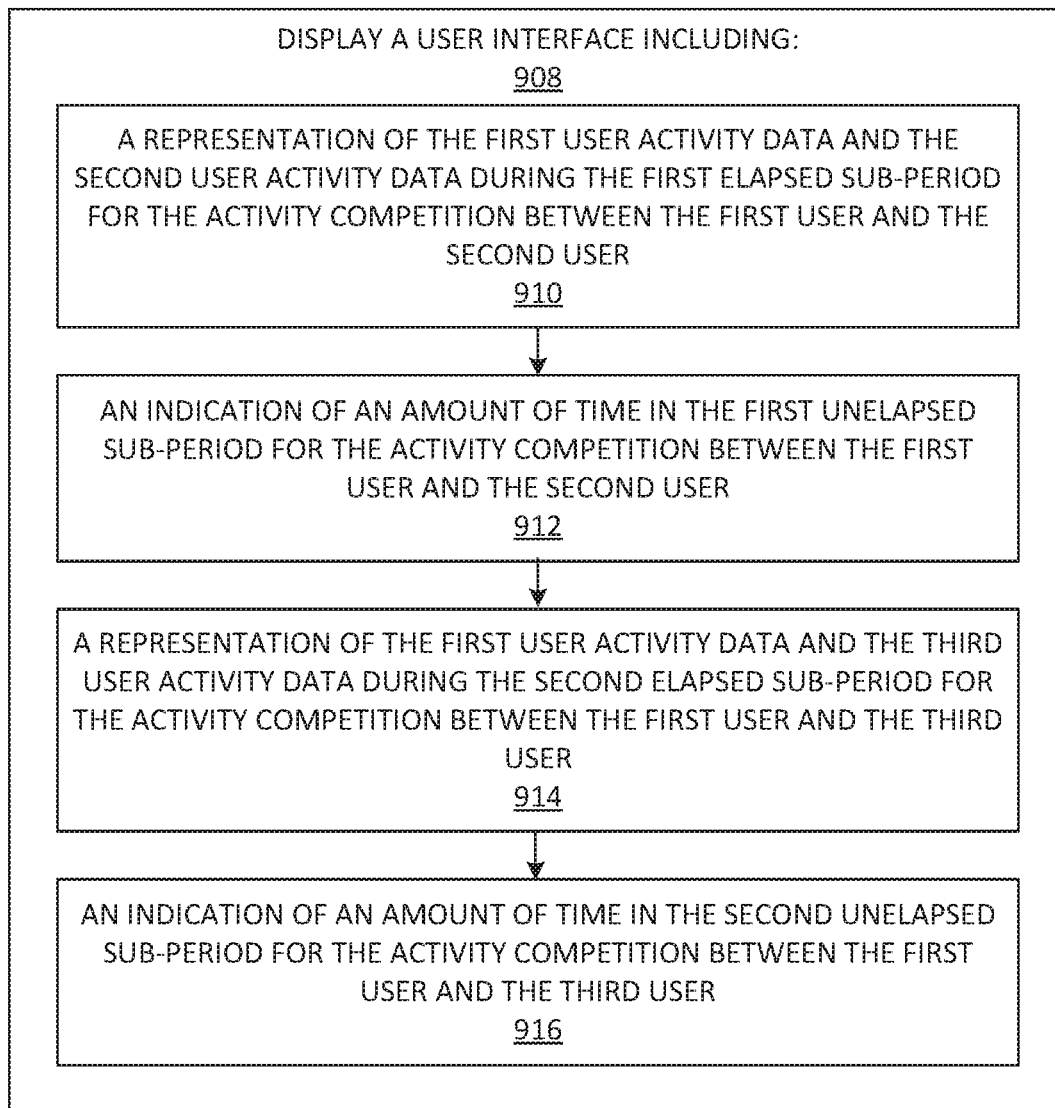 DISPLAY A USER INTERFACE INCLUDING:
908
A REPRESENTATION OF THE FIRST USER ACTIVITY DATA AND THE
SECOND USER ACTIVITY DATA DURING THE FIRST ELAPSED SUB-PERIOD
FOR THE ACTIVITY COMPETITION BETWEEN THE FIRST USER AND THE
SECOND USER
910
AN INDICATION OF AN AMOUNT OF TIME IN THE FIRST UNELAPSED
SUB-PERIOD FOR THE ACTIVITY COMPETITION BETWEEN THE FIRST
USER AND THE SECOND USER
912
A REPRESENTATION OF THE FIRST USER ACTIVITY DATA AND THE THIRD
USER ACTIVITY DATA DURING THE SECOND ELAPSED SUB-PERIOD FOR
THE ACTIVITY COMPETITION BETWEEN THE FIRST USER AND THE THIRD
USER
914
AN INDICATION OF AN AMOUNT OF TIME IN THE SECOND UNELAPSED
SUB-PERIOD FOR THE ACTIVITY COMPETITION BETWEEN THE FIRST
USER AND THE THIRD USER
916